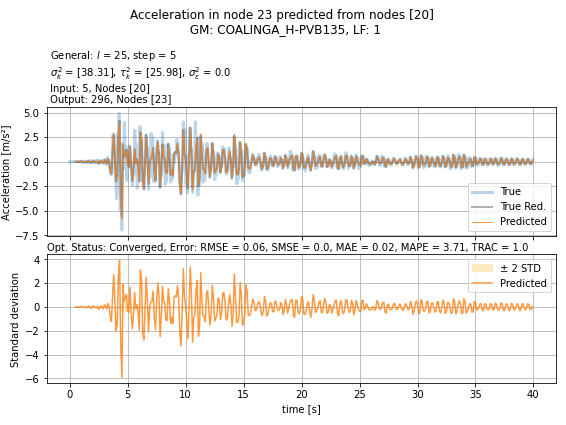 Acceleration in node 23 predicted from nodes [20]
GM: COALINGA_H-PVB135, LF: 1
General: l = 25, step = 5
σ²ₖ = [38.31], τ²ₖ = [25.98], σ²ε = 0.0
Input: 5, Nodes [20]
Output: 296, Nodes [23]
Acceleration [m/s²]
5.0
2.5
0.0
−2.5
−5.0
−7.5
True
True Red.
Predicted
Opt. Status: Converged, Error: RMSE = 0.06, SMSE = 0.0, MAE = 0.02, MAPE = 3.71, TRAC = 1.0
Standard deviation
4
2
0
−2
−4
−6
± 2 STD
Predicted
0 5 10 15 20 25 30 35 40
time [s]